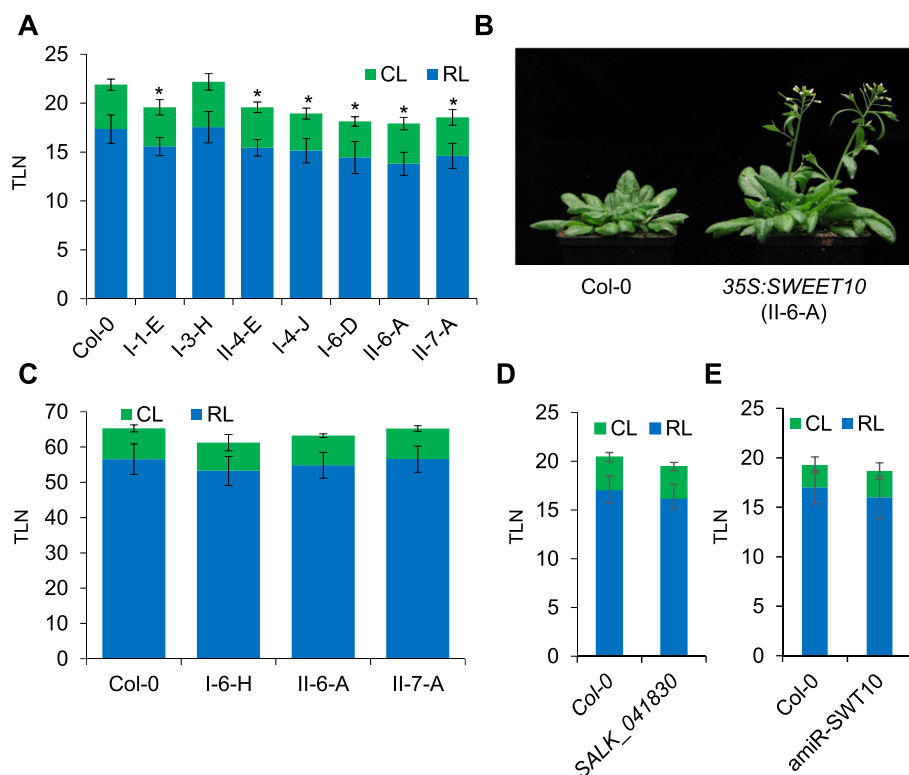 A
TLN
25
20
15
10
5
0
CL RL
* * * * * *
Col-0 I-1-E I-3-H II-4-E I-4-J I-6-D II-6-A II-7-A
B
Col-0 35S:SWEET10
(II-6-A)
C
TLN
70
60
50
40
30
20
10
0
CL RL
Col-0 I-6-H II-6-A II-7-A
D
TLN
25
20
15
10
5
0
CL RL
Col-0 SALK_041830
E
TLN
25
20
15
10
5
0
CL RL
Col-0 amiR-SWT10